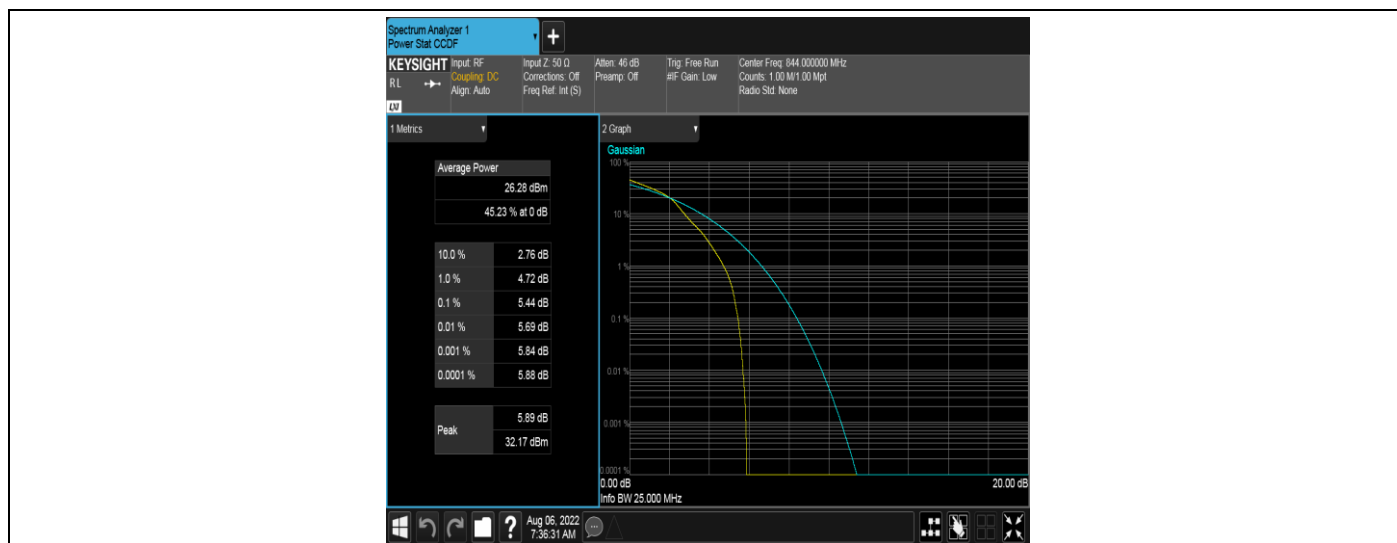 Spectrum Analyzer 1
Power Stat CCDF
+
KEYSIGHT Input: RF Input Z: 50 Ω Atten: 46 dB Trig: Free Run Center Freq: 844.000000 MHz
RL Coupling: DC Corrections: Off Preamp: Off #IF Gain: Low Counts: 1.00 M/1.00 Mpt
Align: Auto Freq Ref: Int (S) Radio Std: None
LXI
1 Metrics
Average Power
26.28 dBm
45.23 % at 0 dB
10.0 % 2.76 dB
1.0 % 4.72 dB
0.1 % 5.44 dB
0.01 % 5.69 dB
0.001 % 5.84 dB
0.0001 % 5.88 dB
Peak 5.89 dB
32.17 dBm
2 Graph
Gaussian
100 %
10 %
1 %
0.1 %
0.01 %
0.001 %
0.0001 %
0.00 dB 20.00 dB
Info BW 25.000 MHz
? Aug 06, 2022
7:36:31 AM